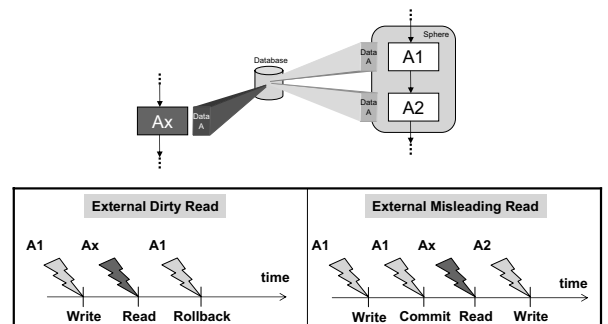 Sphere
Database
Data
A
A1
Ax
Data
A
Data
A
A2
External Dirty Read
External Misleading Read
A1 Ax A1
A1 A1 Ax A2
time
time
Write Read Rollback
Write Commit Read Write